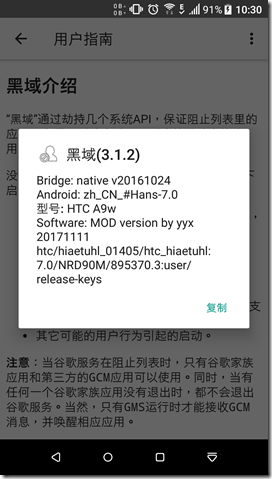 0 B/s
0 B/s
91%
10:30
用户指南
黑域介绍
"黑域"通过劫持几个系统API，保证阻止列表里的
黑域(3.1.2)
Bridge: native v20161024
Android: zh_CN_#Hans-7.0
型号: HTC A9w
Software: MOD version by yyx
20171111
htc/hiaetuhl_01405/htc_hiaetuhl:
7.0/NRD90M/895370.3:user/
release-keys
复制
其它可能的用户行为引起的启动。
注意：当谷歌服务在阻止列表时，只有谷歌家族
应用和第三方的GCM应用可以使用。同时，当有
任何一个谷歌家族应用没有退出时，都不会退出
谷歌服务。当然，只有GMS运行时才能接收GCM
消息，并唤醒相应应用。